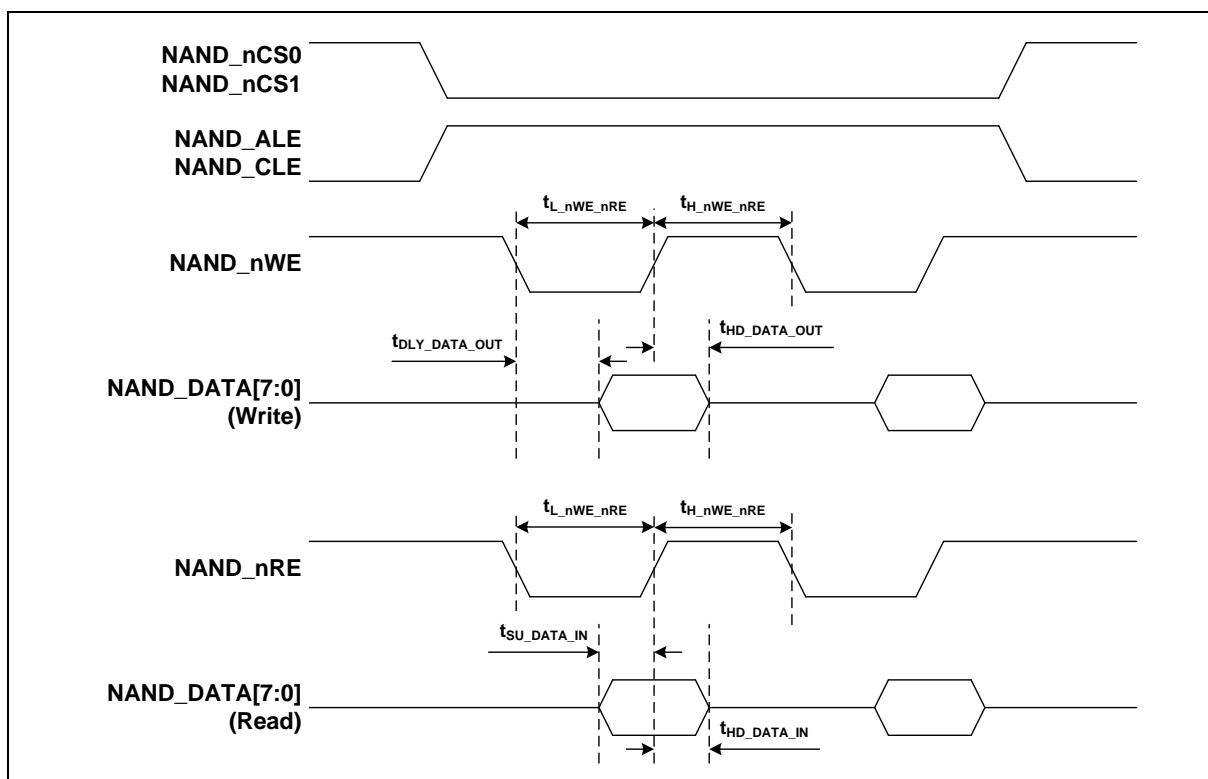 NAND_nCS0
NAND_nCS1
NAND_ALE
NAND_CLE
tL_nWE_nRE
tH_nWE_nRE
NAND_nWE
tDLY_DATA_OUT
tHD_DATA_OUT
NAND_DATA[7:0]
(Write)
tL_nWE_nRE
tH_nWE_nRE
NAND_nRE
tSU_DATA_IN
NAND_DATA[7:0]
(Read)
tHD_DATA_IN